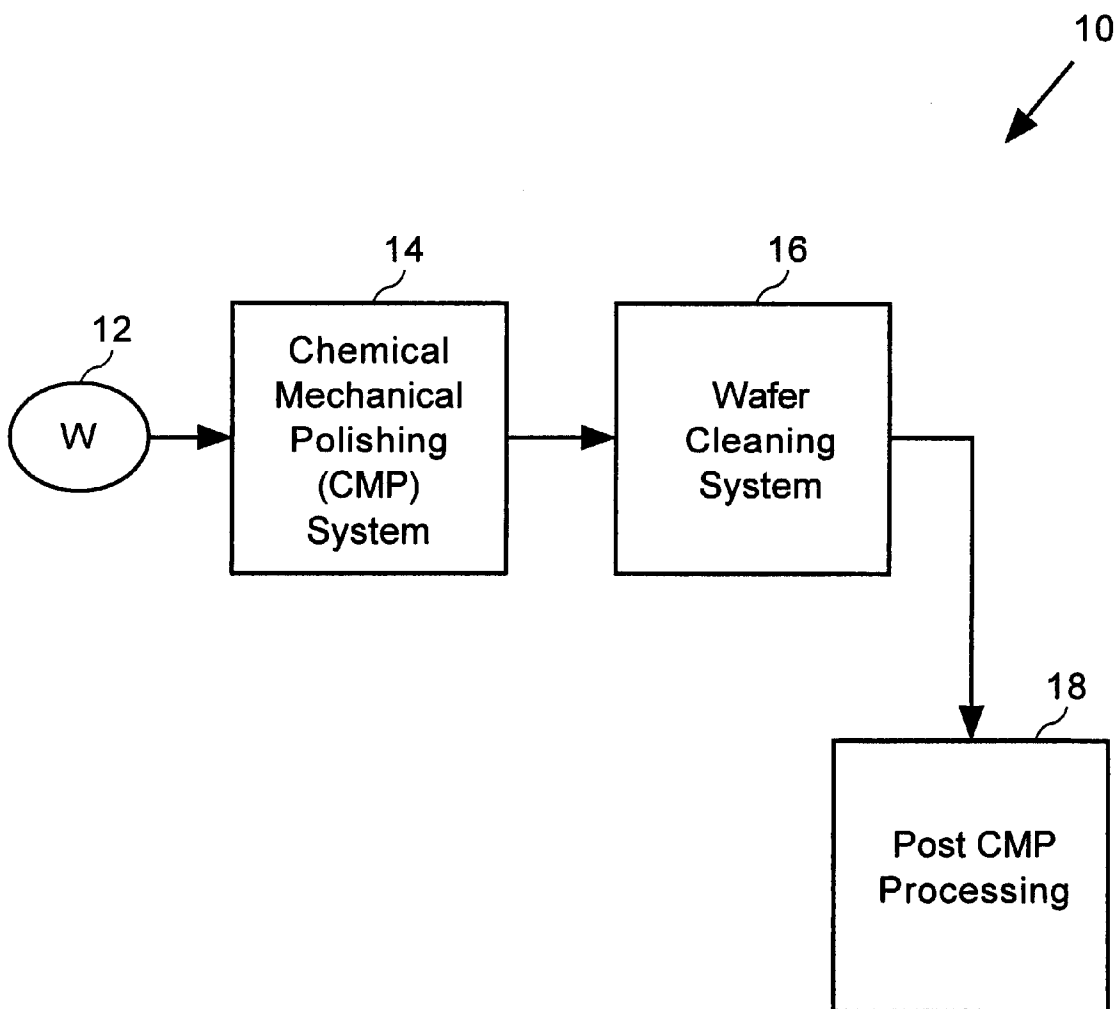 10
14
16
12
Chemical
Mechanical
Polishing
(CMP)
System
Wafer
Cleaning
System
W
18
Post CMP
Processing